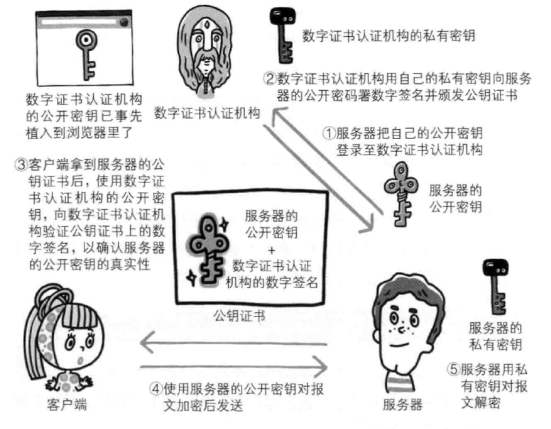 数字证书认证机构
的公开密钥已事先
植入到浏览器里了
数字证书认证机构
数字证书认证机构的私有密钥
②数字证书认证机构用自己的私有密钥向服务
器的公开密码署数字签名并颁发公钥证书
①服务器把自己的公开密钥
登录至数字证书认证机构
服务器的
公开密钥
③客户端拿到服务器的公
钥证书后，使用数字证
书认证机构的公开密
钥，向数字证书认证机
构验证公钥证书上的数
字签名，以确认服务器
的公开密钥的真实性
服务器的
公开密钥
+
数字证书认证
机构的数字签名
公钥证书
客户端
④使用服务器的公开密钥对报
文加密后发送
服务器
服务器的
私有密钥
⑤服务器用私
有密钥对报
文解密